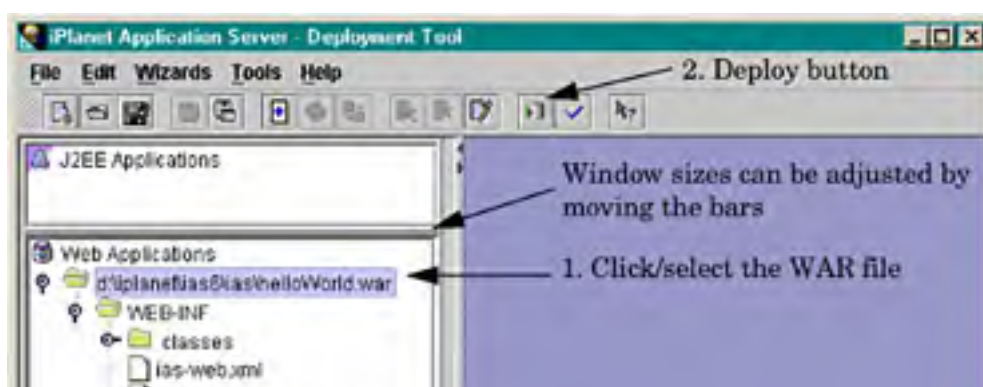 iPlanet Application Server - Deployment Tool
File Edit Wizards Tools Help
2. Deploy button
J2EE Applications
Window sizes can be adjusted by
moving the bars
Web Applications
1. Click/select the WAR file
d:\iplanet\ias6\ias\helloWorld.war
WEB-INF
classes
ias-web.xml